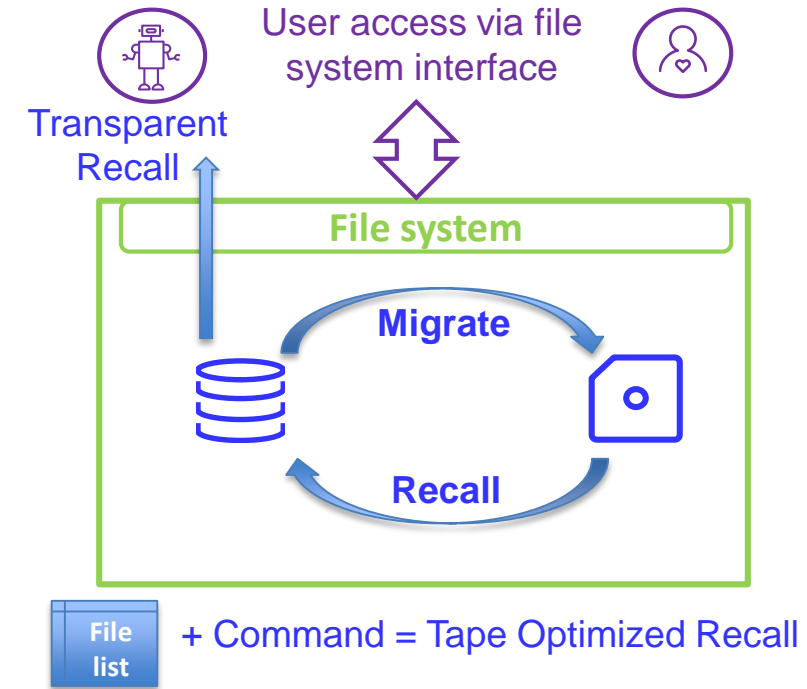 User access via file
system interface
Transparent
Recall
File system
Migrate
Recall
File
list
+ Command = Tape Optimized Recall